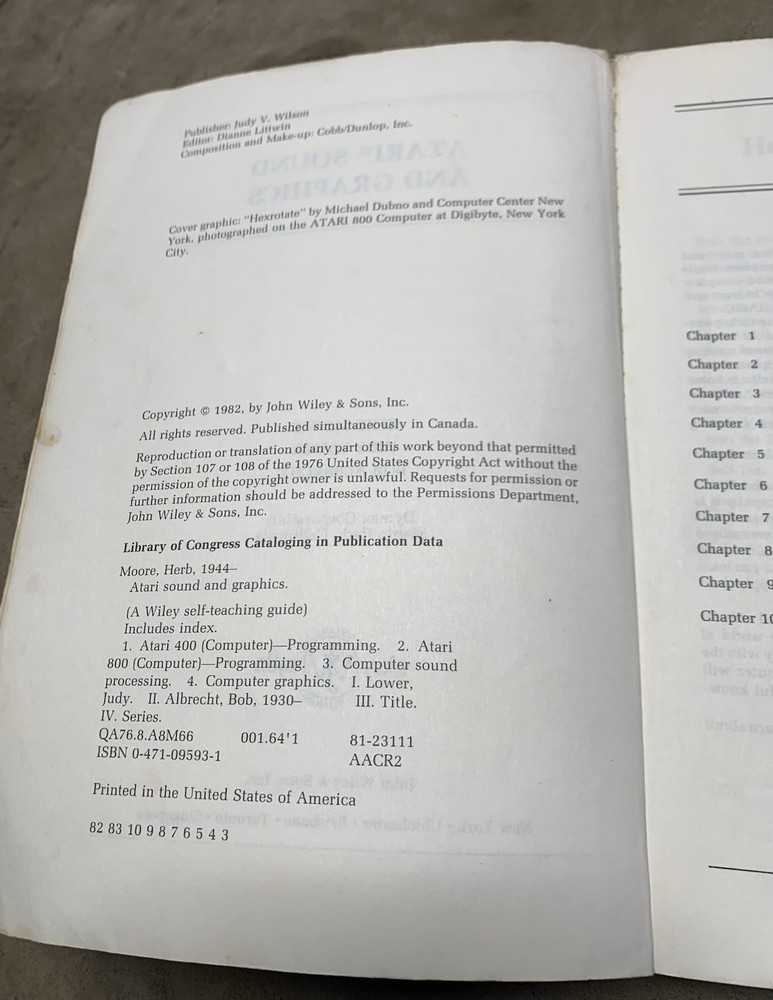 Publisher: Judy V. Wilson
Editor: Dianne Littwin
Composition and Make-up: Cobb/Dunlop, Inc.
Cover graphic: "Hexrotate" by Michael Dubno and Computer Center New
York, photographed on the ATARI 800 Computer at Digibyte, New York
City.
Copyright © 1982, by John Wiley & Sons, Inc.
All rights reserved. Published simultaneously in Canada.
Reproduction or translation of any part of this work beyond that permitted
by Section 107 or 108 of the 1976 United States Copyright Act without the
permission of the copyright owner is unlawful. Requests for permission or
further information should be addressed to the Permissions Department,
John Wiley & Sons, Inc.
Library of Congress Cataloging in Publication Data
Moore, Herb, 1944–
Atari sound and graphics.
(A Wiley self-teaching guide)
Includes index.
1. Atari 400 (Computer)—Programming. 2. Atari
800 (Computer)—Programming. 3. Computer sound
processing. 4. Computer graphics. I. Lower,
Judy. II. Albrecht, Bob, 1930– III. Title.
IV. Series.
QA76.8.A8M66 001.64'1 81-23111
ISBN 0-471-09593-1 AACR2
Printed in the United States of America
82 83 10 9 8 7 6 5 4 3
Chapter 1
Chapter 2
Chapter 3
Chapter 4
Chapter 5
Chapter 6
Chapter 7
Chapter 8
Chapter 9
Chapter 10